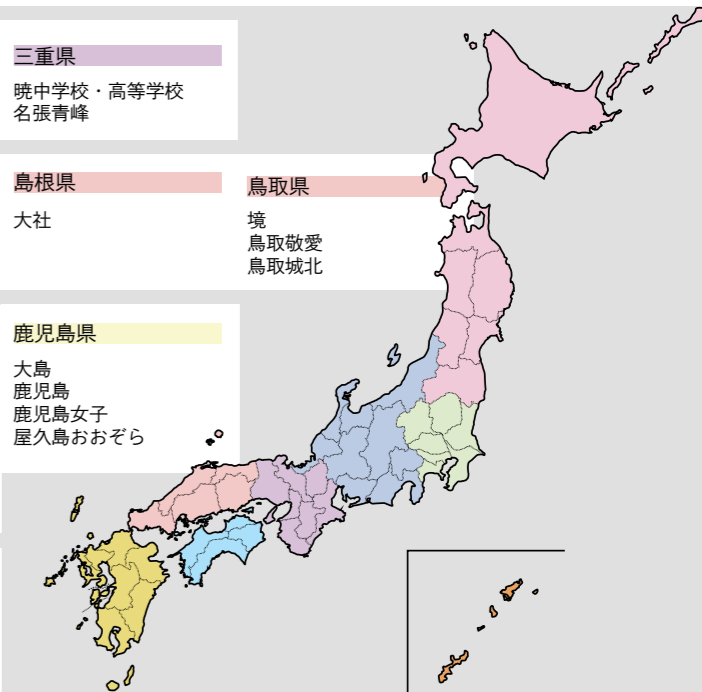 三重県
暁中学校・高等学校
名張青峰
島根県
大社
鳥取県
境
鳥取敬愛
鳥取城北
鹿児島県
大島
鹿児島
鹿児島女子
屋久島おおぞら